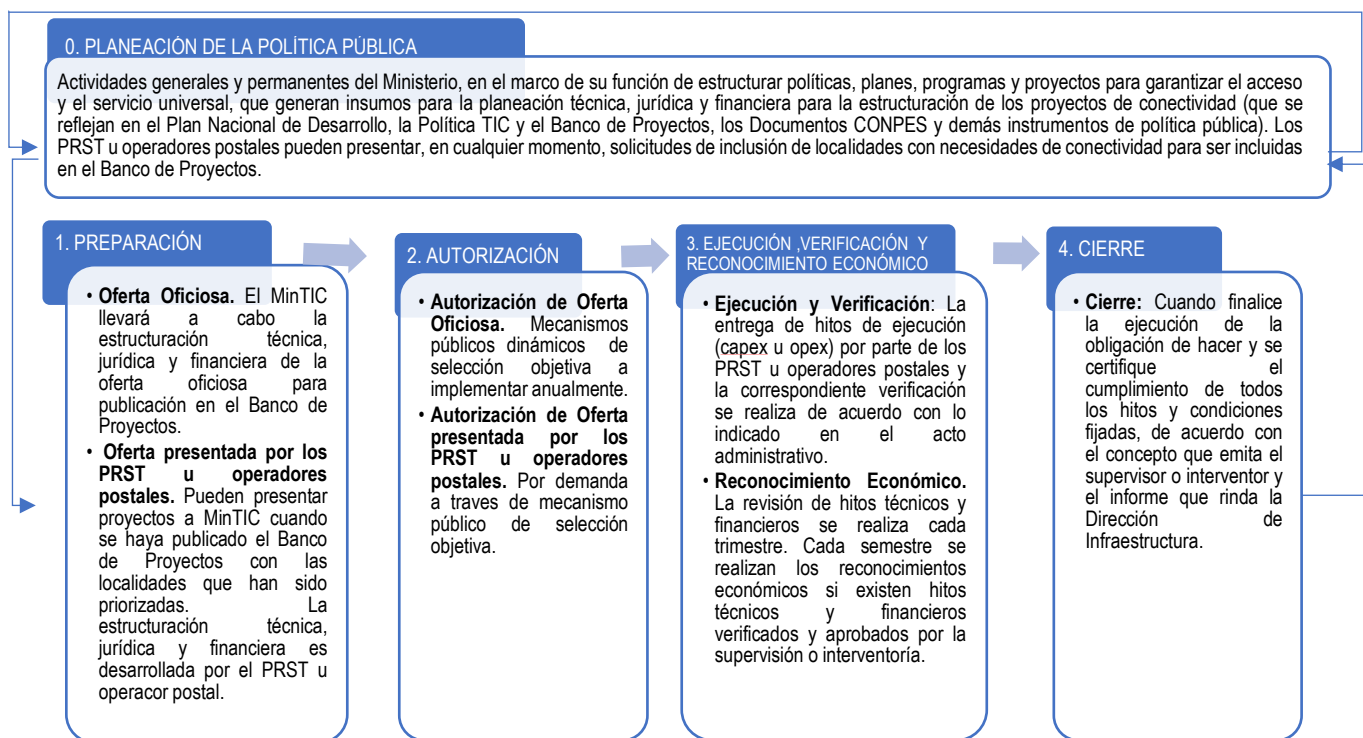 0. PLANEACIÓN DE LA POLÍTICA PÚBLICA
Actividades generales y permanentes del Ministerio, en el marco de su función de estructurar políticas, planes, programas y proyectos para garantizar el acceso
y el servicio universal, que generan insumos para la planeación técnica, jurídica y financiera para la estructuración de los proyectos de conectividad (que se
reflejan en el Plan Nacional de Desarrollo, la Política TIC y el Banco de Proyectos, los Documentos CONPES y demás instrumentos de política pública). Los
PRST u operadores postales pueden presentar, en cualquier momento, solicitudes de inclusión de localidades con necesidades de conectividad para ser incluidas
en el Banco de Proyectos.
1. PREPARACIÓN
• Oferta Oficiosa. El MinTIC
llevará a cabo la
estructuración técnica,
jurídica y financiera de la
oferta oficiosa para
publicación en el Banco de
Proyectos.
• Oferta presentada por los
PRST u operadores
postales. Pueden presentar
proyectos a MinTIC cuando
se haya publicado el Banco
de Proyectos con las
localidades que han sido
priorizadas. La
estructuración técnica,
jurídica y financiera es
desarrollada por el PRST u
operacor postal.
2. AUTORIZACIÓN
• Autorización de Oferta
Oficiosa. Mecanismos
públicos dinámicos de
selección objetiva a
implementar anualmente.
• Autorización de Oferta
presentada por los
PRST u operadores
postales. Por demanda
a traves de mecanismo
público de selección
objetiva.
3. EJECUCIÓN ,VERIFICACIÓN Y
RECONOCIMIENTO ECONÓMICO
• Ejecución y Verificación: La
entrega de hitos de ejecución
(capex u opex) por parte de los
PRST u operadores postales y
la correspondiente verificación
se realiza de acuerdo con lo
indicado en el acto
administrativo.
• Reconocimiento Económico.
La revisión de hitos técnicos y
financieros se realiza cada
trimestre. Cada semestre se
realizan los reconocimientos
económicos si existen hitos
técnicos y financieros
verificados y aprobados por la
supervisión o interventoría.
4. CIERRE
• Cierre: Cuando finalice
la ejecución de la
obligación de hacer y se
certifique el
cumplimiento de todos
los hitos y condiciones
fijadas, de acuerdo con
el concepto que emita el
supervisor o interventor y
el informe que rinda la
Dirección de
Infraestructura.